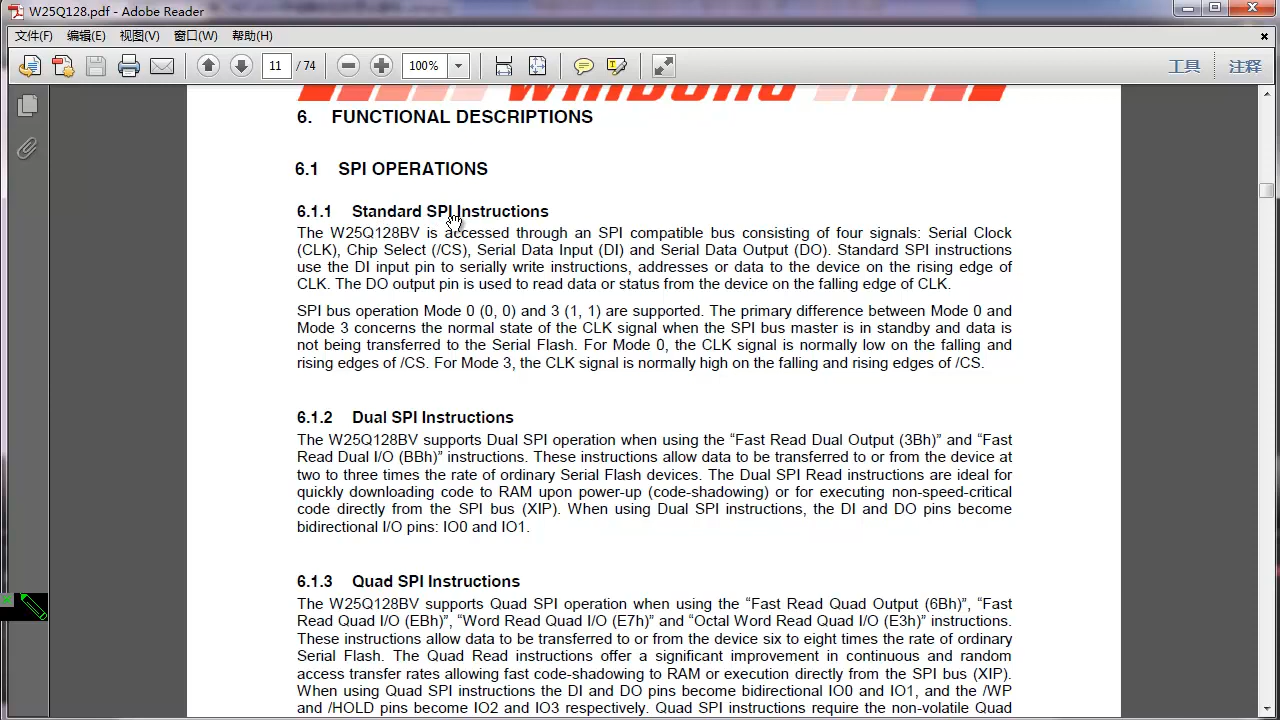 W25Q128.pdf - Adobe Reader
文件(F) 编辑(E) 视图(V) 窗口(W) 帮助(H)
11 / 74 100% 工具 注释
winbond
6. FUNCTIONAL DESCRIPTIONS
6.1 SPI OPERATIONS
6.1.1 Standard SPI Instructions
The W25Q128BV is accessed through an SPI compatible bus consisting of four signals: Serial Clock
(CLK), Chip Select (/CS), Serial Data Input (DI) and Serial Data Output (DO). Standard SPI instructions
use the DI input pin to serially write instructions, addresses or data to the device on the rising edge of
CLK. The DO output pin is used to read data or status from the device on the falling edge of CLK.
SPI bus operation Mode 0 (0, 0) and 3 (1, 1) are supported. The primary difference between Mode 0 and
Mode 3 concerns the normal state of the CLK signal when the SPI bus master is in standby and data is
not being transferred to the Serial Flash. For Mode 0, the CLK signal is normally low on the falling and
rising edges of /CS. For Mode 3, the CLK signal is normally high on the falling and rising edges of /CS.
6.1.2 Dual SPI Instructions
The W25Q128BV supports Dual SPI operation when using the “Fast Read Dual Output (3Bh)” and “Fast
Read Dual I/O (BBh)” instructions. These instructions allow data to be transferred to or from the device at
two to three times the rate of ordinary Serial Flash devices. The Dual SPI Read instructions are ideal for
quickly downloading code to RAM upon power-up (code-shadowing) or for executing non-speed-critical
code directly from the SPI bus (XIP). When using Dual SPI instructions, the DI and DO pins become
bidirectional I/O pins: IO0 and IO1.
6.1.3 Quad SPI Instructions
The W25Q128BV supports Quad SPI operation when using the “Fast Read Quad Output (6Bh)”, “Fast
Read Quad I/O (EBh)”, “Word Read Quad I/O (E7h)” and “Octal Word Read Quad I/O (E3h)” instructions.
These instructions allow data to be transferred to or from the device six to eight times the rate of ordinary
Serial Flash. The Quad Read instructions offer a significant improvement in continuous and random
access transfer rates allowing fast code-shadowing to RAM or execution directly from the SPI bus (XIP).
When using Quad SPI instructions the DI and DO pins become bidirectional IO0 and IO1, and the /WP
and /HOLD pins become IO2 and IO3 respectively. Quad SPI instructions require the non-volatile Quad